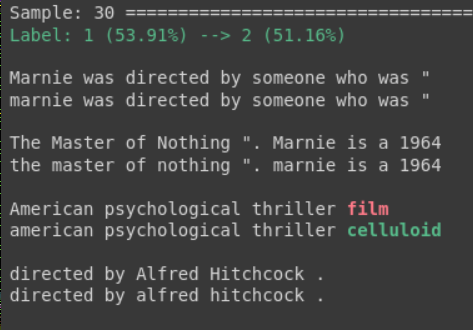 Sample: 30 =================================
Label: 1 (53.91%) --> 2 (51.16%)
Marnie was directed by someone who was "
marnie was directed by someone who was "
The Master of Nothing ". Marnie is a 1964
the master of nothing ". marnie is a 1964
American psychological thriller film
american psychological thriller celluloid
directed by Alfred Hitchcock .
directed by alfred hitchcock .